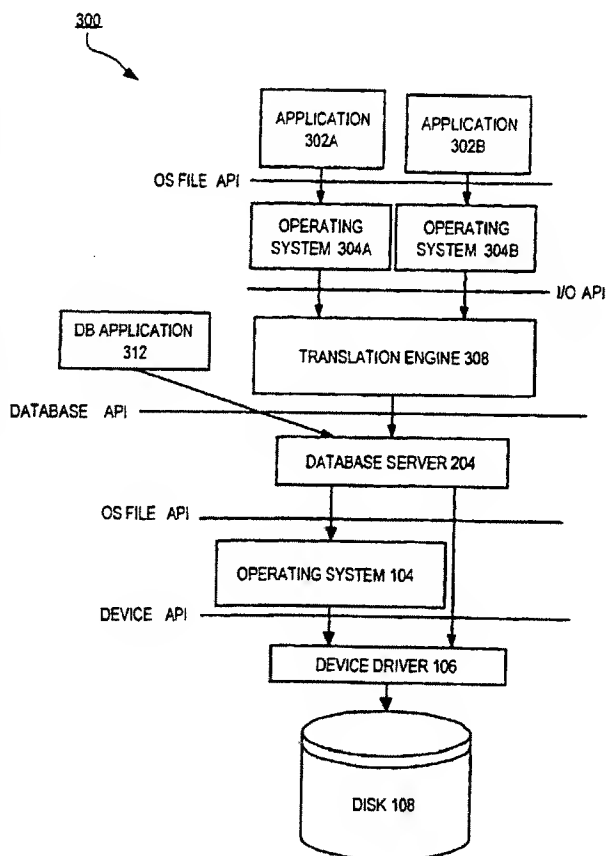 300
APPLICATION
302A
APPLICATION
302B
OS FILE API
OPERATING
SYSTEM 304A
OPERATING
SYSTEM 304B
I/O API
DB APPLICATION
312
TRANSLATION ENGINE 308
DATABASE API
DATABASE SERVER 204
OS FILE API
OPERATING SYSTEM 104
DEVICE API
DEVICE DRIVER 106
DISK 108